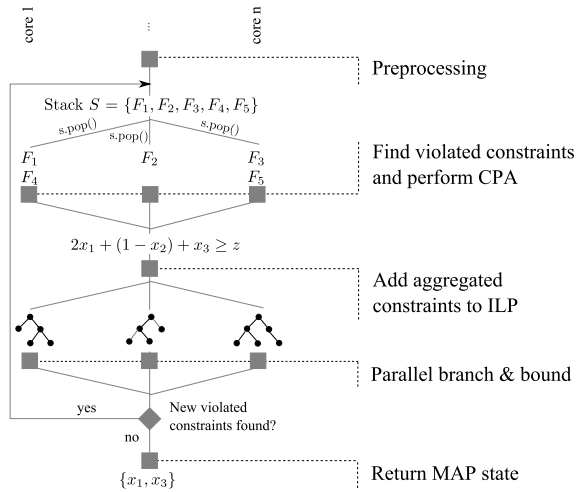 core 1
...
core n
Preprocessing
Stack S = {F₁, F₂, F₃, F₄, F₅}
s.pop()
s.pop()
s.pop()
F₁
F₂
F₃
F₄
F₅
Find violated constraints
and perform CPA
2x₁ + (1 − x₂) + x₃ ≥ z
Add aggregated
constraints to ILP
Parallel branch & bound
yes
New violated
constraints found?
no
Return MAP state
{x₁, x₃}